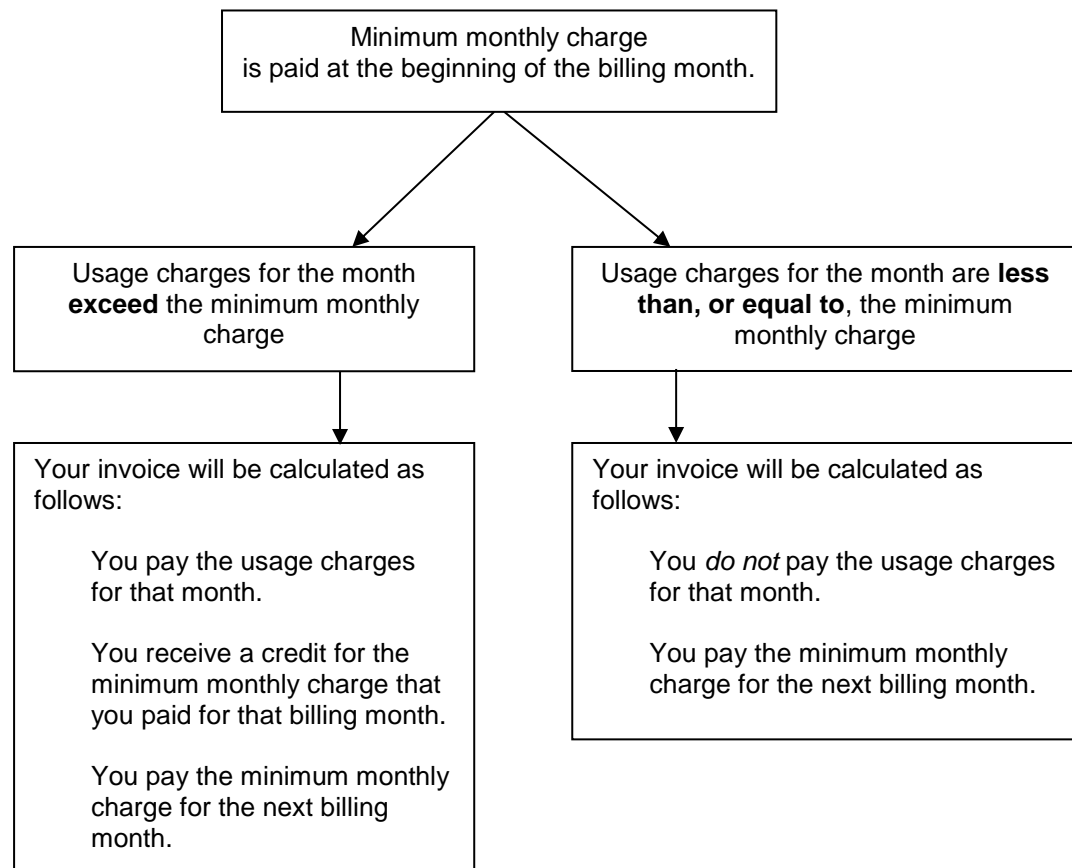 Minimum monthly charge
is paid at the beginning of the billing month.
Usage charges for the month
exceed the minimum monthly
charge
Usage charges for the month are less
than, or equal to, the minimum
monthly charge
Your invoice will be calculated as
follows:
You pay the usage charges
for that month.
You receive a credit for the
minimum monthly charge that
you paid for that billing month.
You pay the minimum monthly
charge for the next billing
month.
Your invoice will be calculated as
follows:
You do not pay the usage charges
for that month.
You pay the minimum monthly
charge for the next billing month.